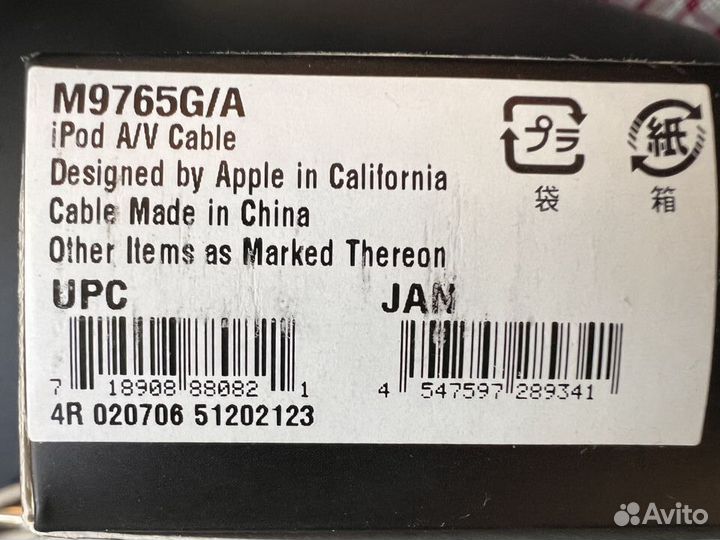 M9765G/A
iPod A/V Cable
Designed by Apple in California
Cable Made in China
Other Items as Marked Thereon
プラ
袋
紙
箱
UPC
JAN
7 18908 88082 1
4 547597 289341
4R 020706 51202123
Avito